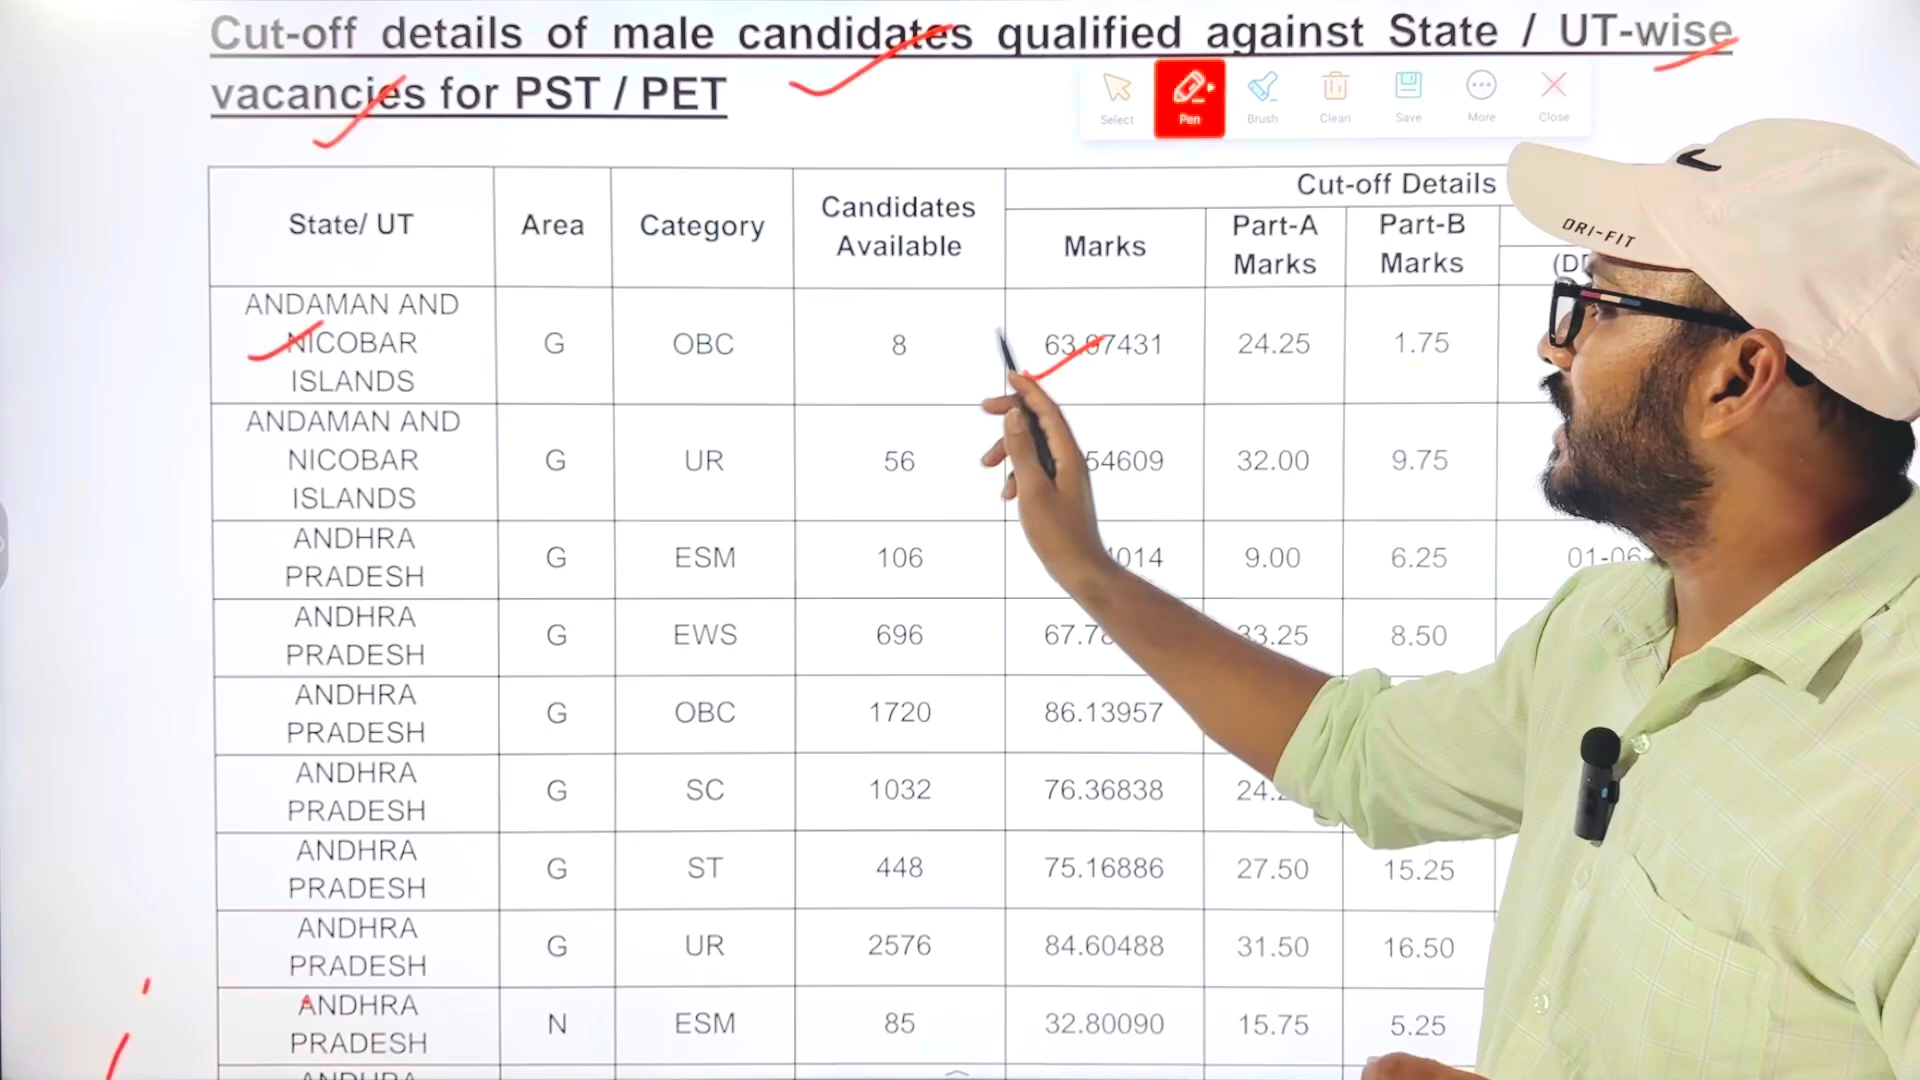 Cut-off details of male candidates qualified against State / UT-wise
vacancies for PST / PET
Select Pen Brush Clean Save More Close
DRI-FIT
State/ UT Area Category Candidates Available Cut-off Details
Marks Part-A Marks Part-B Marks
ANDAMAN AND
NICOBAR G OBC 8 24.25 1.75
ISLANDS
ANDAMAN AND
NICOBAR G UR 56 32.00 9.75
ISLANDS
ANDHRA
PRADESH G ESM 106 9.00 6.25
ANDHRA
PRADESH G EWS 696 8.50
ANDHRA
PRADESH G OBC 1720 86.13957
ANDHRA
PRADESH G SC 1032 76.36838
ANDHRA
PRADESH G ST 448 75.16886 27.50 15.25
ANDHRA
PRADESH G UR 2576 84.60488 31.50 16.50
ANDHRA
PRADESH N ESM 85 32.80090 15.75 5.25